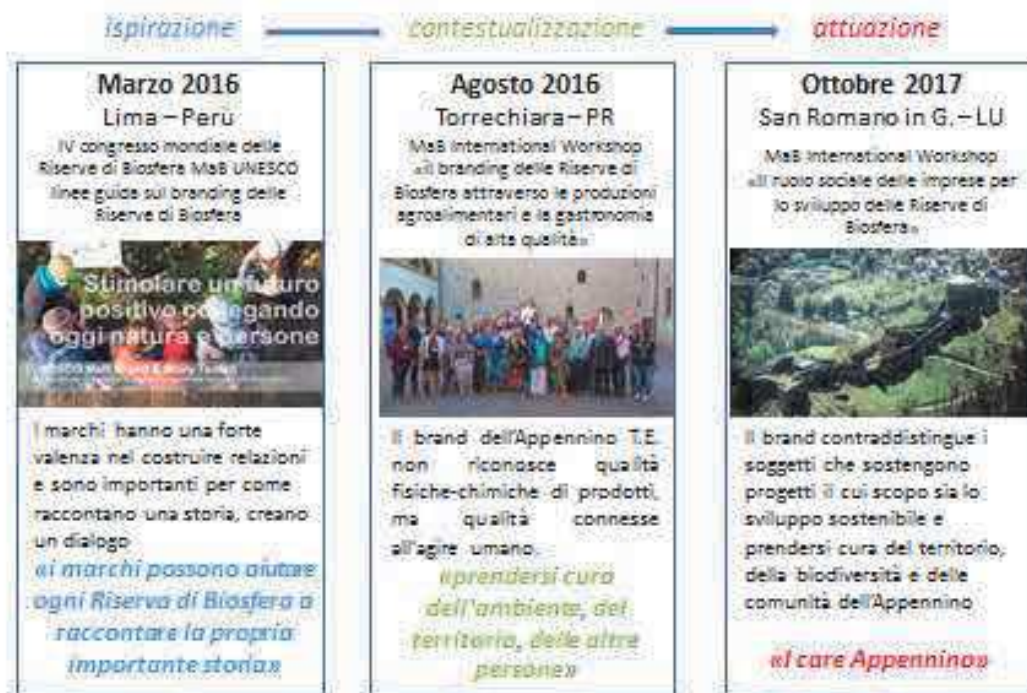 ispirazione
contestualizzazione
attuazione
Marzo 2016
Lima – Perù
IV congresso mondiale delle
Riserve di Biosfera MaB UNESCO
linee guida sul branding delle
Riserve di Biosfera
Stimolare un futuro
positivo collegando
oggi natura e persone
I marchi hanno una forte
valenza nel costruire relazioni
e sono importanti per come
raccontano una storia, creano
un dialogo
«i marchi possono aiutare
ogni Riserva di Biosfera a
raccontare la propria
importante storia»
Agosto 2016
Torrechiara – PR
MaB International Workshop
«il branding delle Riserve di
Biosfera attraverso le produzioni
agroalimentari e la gastronomia
di alta qualità»
Il brand dell'Appennino T.E.
non riconosce qualità
fisiche-chimiche di prodotti,
ma qualità connesse
all'agire umano.
«prendersi cura
dell'ambiente, del
territorio, delle altre
persone»
Ottobre 2017
San Romano in G. – LU
MaB International Workshop
«Il ruolo sociale delle imprese per
lo sviluppo delle Riserve di
Biosfera»
Il brand contraddistingue i
soggetti che sostengono
progetti il cui scopo sia lo
sviluppo sostenibile e
prendersi cura del territorio,
della biodiversità e delle
comunità dell'Appennino
«I care Appennino»